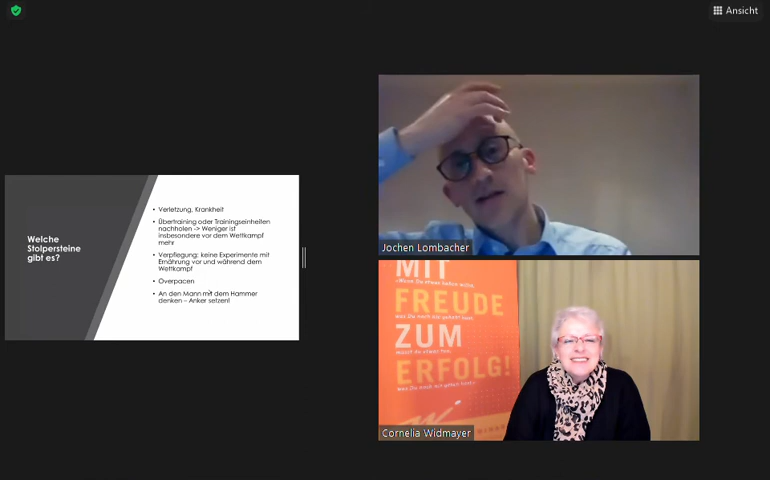 Ansicht
Welche
Stolpersteine
gibt es?
• Verletzung, Krankheit
• Übertraining oder Trainingseinheiten
nachholen -> Weniger ist
insbesondere vor dem Wettkampf
mehr
• Verpflegung: keine Experimente mit
Ernährung vor und während dem
Wettkampf
• Overpacen
• An den Mann mit dem Hammer
denken – Anker setzen!
Jochen Lombacher
MIT
FREUDE
ZUM
ERFOLG!
Cornelia Widmayer